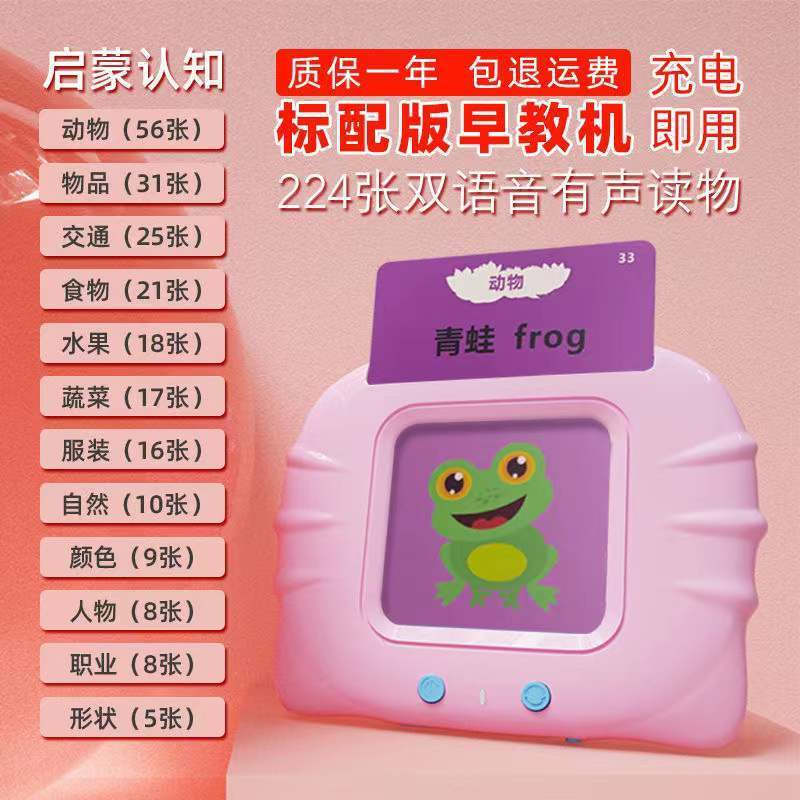 启蒙认知
动物（56张）
物品（31张）
交通（25张）
食物（21张）
水果（18张）
蔬菜（17张）
服装（16张）
自然（10张）
颜色（9张）
人物（8张）
职业（8张）
形状（5张）
质保一年 包退运费
标配版早教机
充电
即用
224张双语音有声读物
33
动物
青蛙 frog